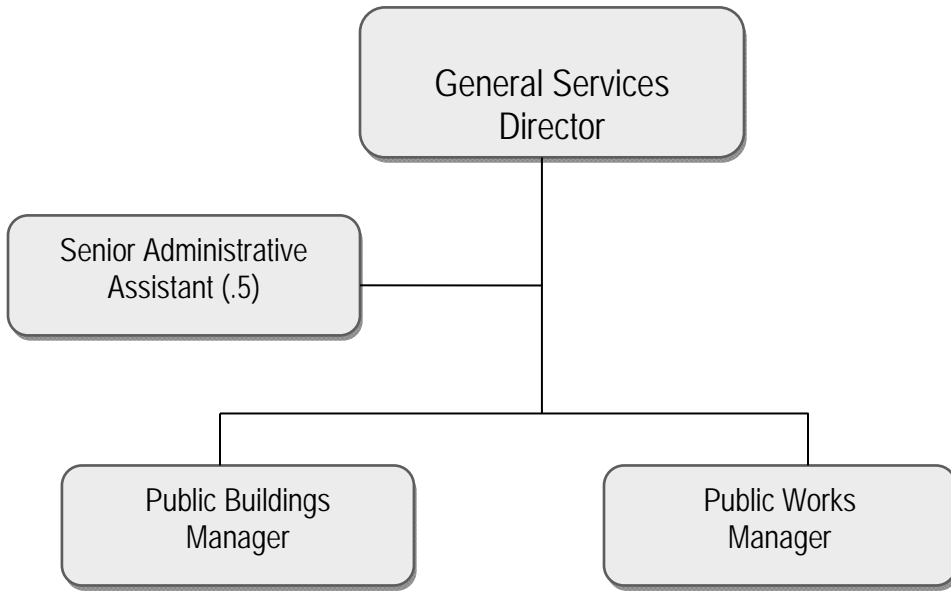 General Services
Director
Senior Administrative
Assistant (.5)
Public Buildings
Manager
Public Works
Manager